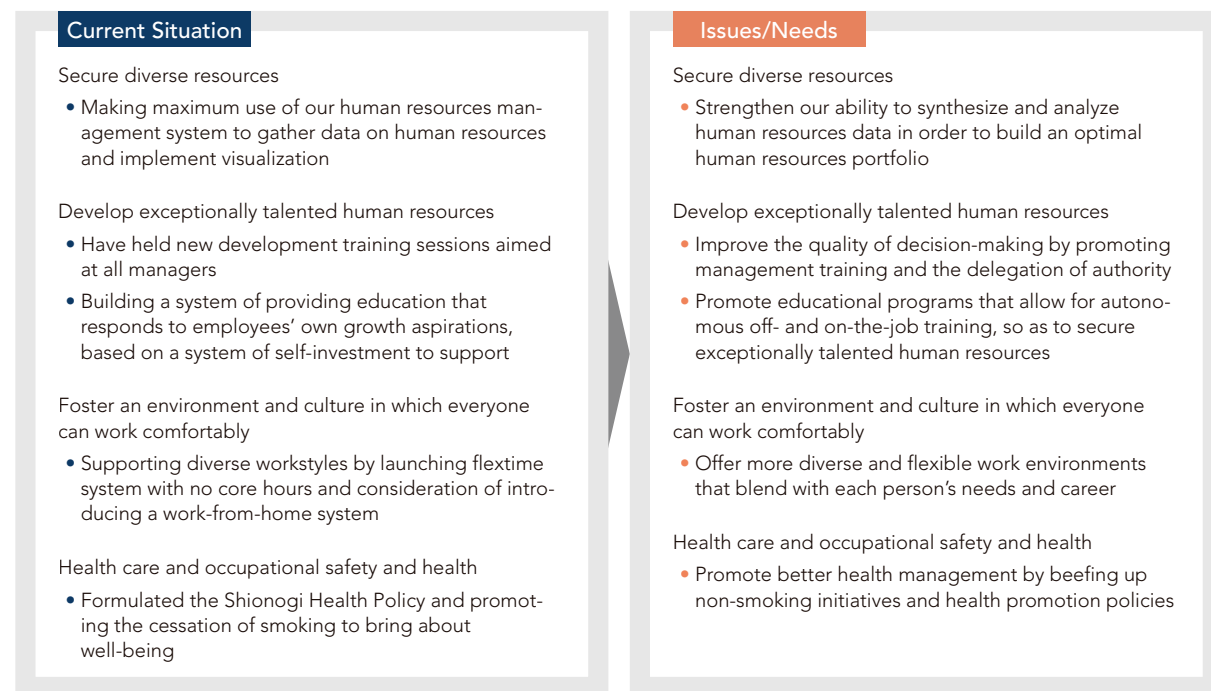 Current Situation
Secure diverse resources
• Making maximum use of our human resources man-
agement system to gather data on human resources
and implement visualization
Develop exceptionally talented human resources
• Have held new development training sessions aimed
at all managers
• Building a system of providing education that
responds to employees’ own growth aspirations,
based on a system of self-investment to support
Foster an environment and culture in which everyone
can work comfortably
• Supporting diverse workstyles by launching flextime
system with no core hours and consideration of intro-
ducing a work-from-home system
Health care and occupational safety and health
• Formulated the Shionogi Health Policy and promot-
ing the cessation of smoking to bring about
well-being
Issues/Needs
Secure diverse resources
• Strengthen our ability to synthesize and analyze
human resources data in order to build an optimal
human resources portfolio
Develop exceptionally talented human resources
• Improve the quality of decision-making by promoting
management training and the delegation of authority
• Promote educational programs that allow for autono-
mous off- and on-the-job training, so as to secure
exceptionally talented human resources
Foster an environment and culture in which everyone
can work comfortably
• Offer more diverse and flexible work environments
that blend with each person’s needs and career
Health care and occupational safety and health
• Promote better health management by beefing up
non-smoking initiatives and health promotion policies